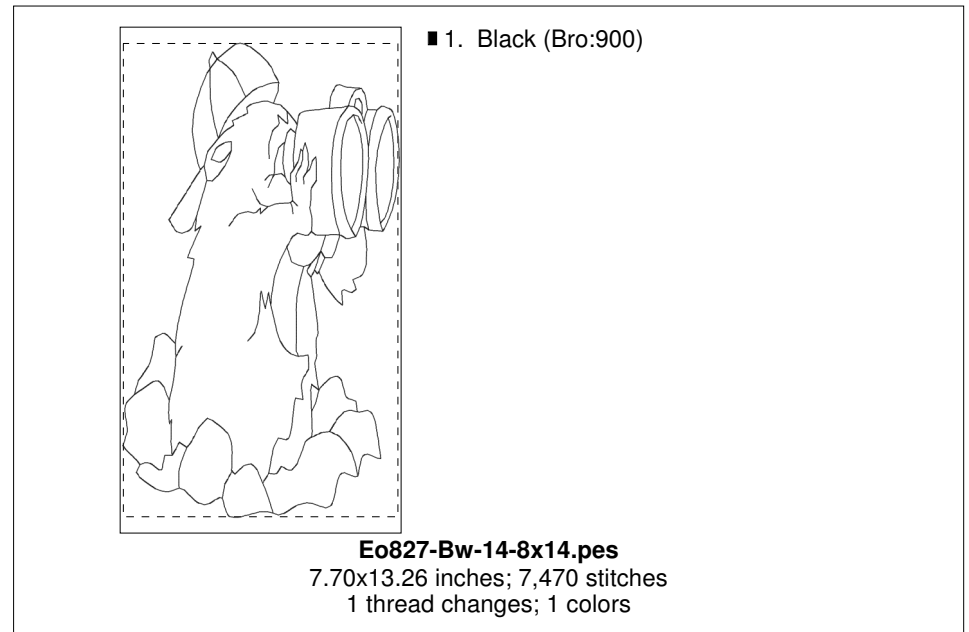 1. Black (Bro:900)
Eo827-Bw-14-8x14.pes
7.70x13.26 inches; 7,470 stitches
1 thread changes; 1 colors